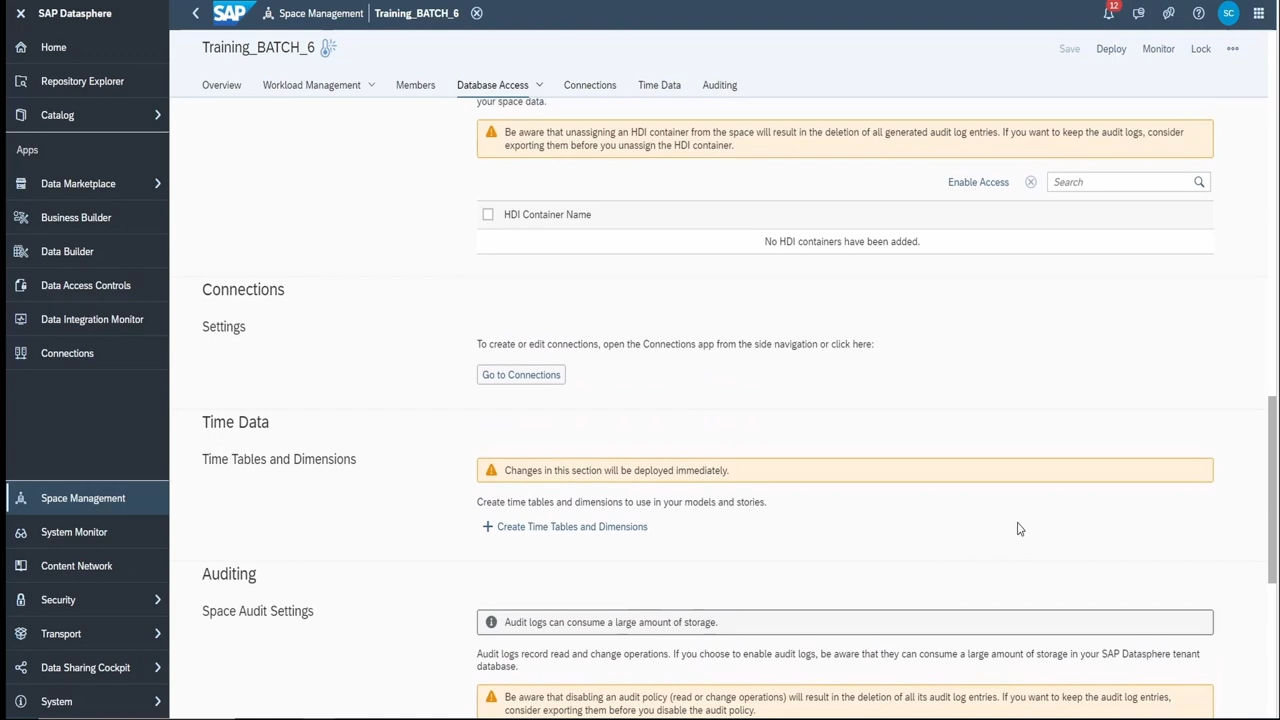 SAP Datasphere
SAP
Space Management
Training_BATCH_6
12
SC
Home
Repository Explorer
Catalog
Apps
Data Marketplace
Business Builder
Data Builder
Data Access Controls
Data Integration Monitor
Connections
Space Management
System Monitor
Content Network
Security
Transport
Data Sharing Cockpit
System
Training_BATCH_6
Save
Deploy
Monitor
Lock
Overview
Workload Management
Members
Database Access
Connections
Time Data
Auditing
your space data.
Be aware that unassigning an HDI container from the space will result in the deletion of all generated audit log entries. If you want to keep the audit logs, consider
exporting them before you unassign the HDI container.
Enable Access
Search
HDI Container Name
No HDI containers have been added.
Connections
Settings
To create or edit connections, open the Connections app from the side navigation or click here:
Go to Connections
Time Data
Time Tables and Dimensions
Changes in this section will be deployed immediately.
Create time tables and dimensions to use in your models and stories.
Create Time Tables and Dimensions
Auditing
Space Audit Settings
Audit logs can consume a large amount of storage.
Audit logs record read and change operations. If you choose to enable audit logs, be aware that they can consume a large amount of storage in your SAP Datasphere tenant
database.
Be aware that disabling an audit policy (read or change operations) will result in the deletion of all its audit log entries. If you want to keep the audit log entries,
consider exporting them before you disable the audit policy.